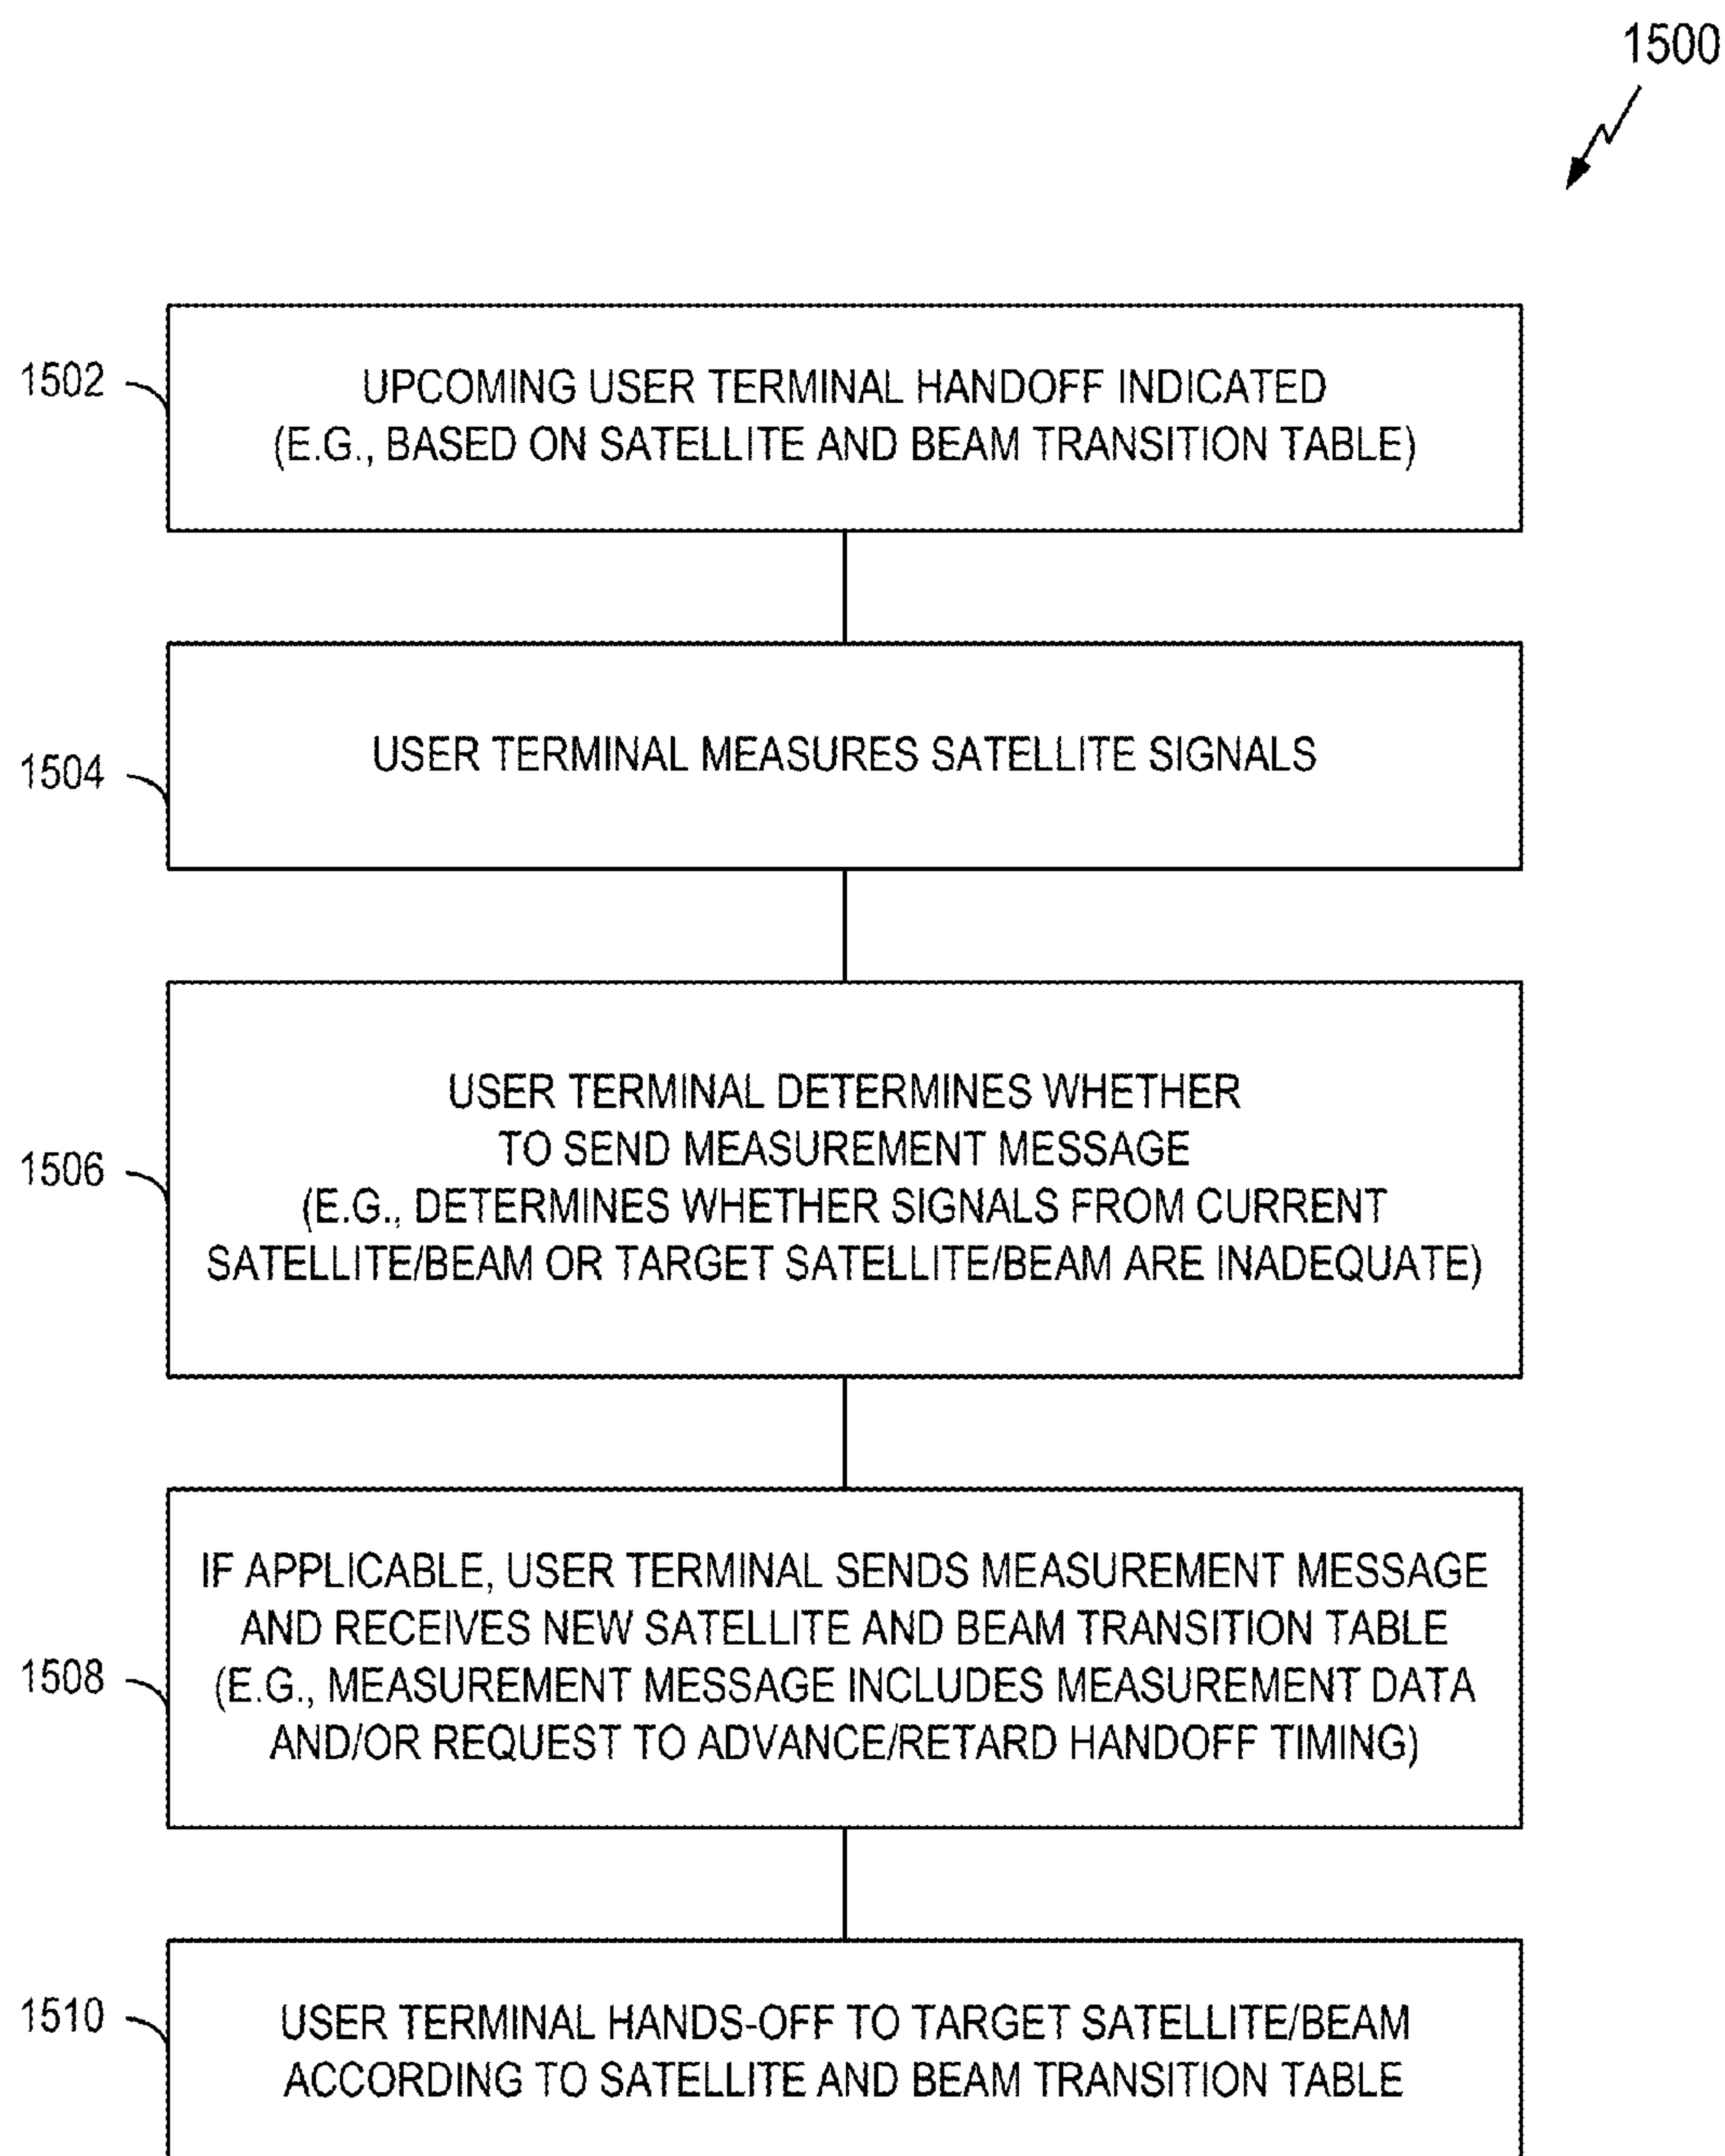 1500
1502
UPCOMING USER TERMINAL HANDOFF INDICATED
(E.G., BASED ON SATELLITE AND BEAM TRANSITION TABLE)
1504
USER TERMINAL MEASURES SATELLITE SIGNALS
1506
USER TERMINAL DETERMINES WHETHER
TO SEND MEASUREMENT MESSAGE
(E.G., DETERMINES WHETHER SIGNALS FROM CURRENT
SATELLITE/BEAM OR TARGET SATELLITE/BEAM ARE INADEQUATE)
1508
IF APPLICABLE, USER TERMINAL SENDS MEASUREMENT MESSAGE
AND RECEIVES NEW SATELLITE AND BEAM TRANSITION TABLE
(E.G., MEASUREMENT MESSAGE INCLUDES MEASUREMENT DATA
AND/OR REQUEST TO ADVANCE/RETARD HANDOFF TIMING)
1510
USER TERMINAL HANDS-OFF TO TARGET SATELLITE/BEAM
ACCORDING TO SATELLITE AND BEAM TRANSITION TABLE